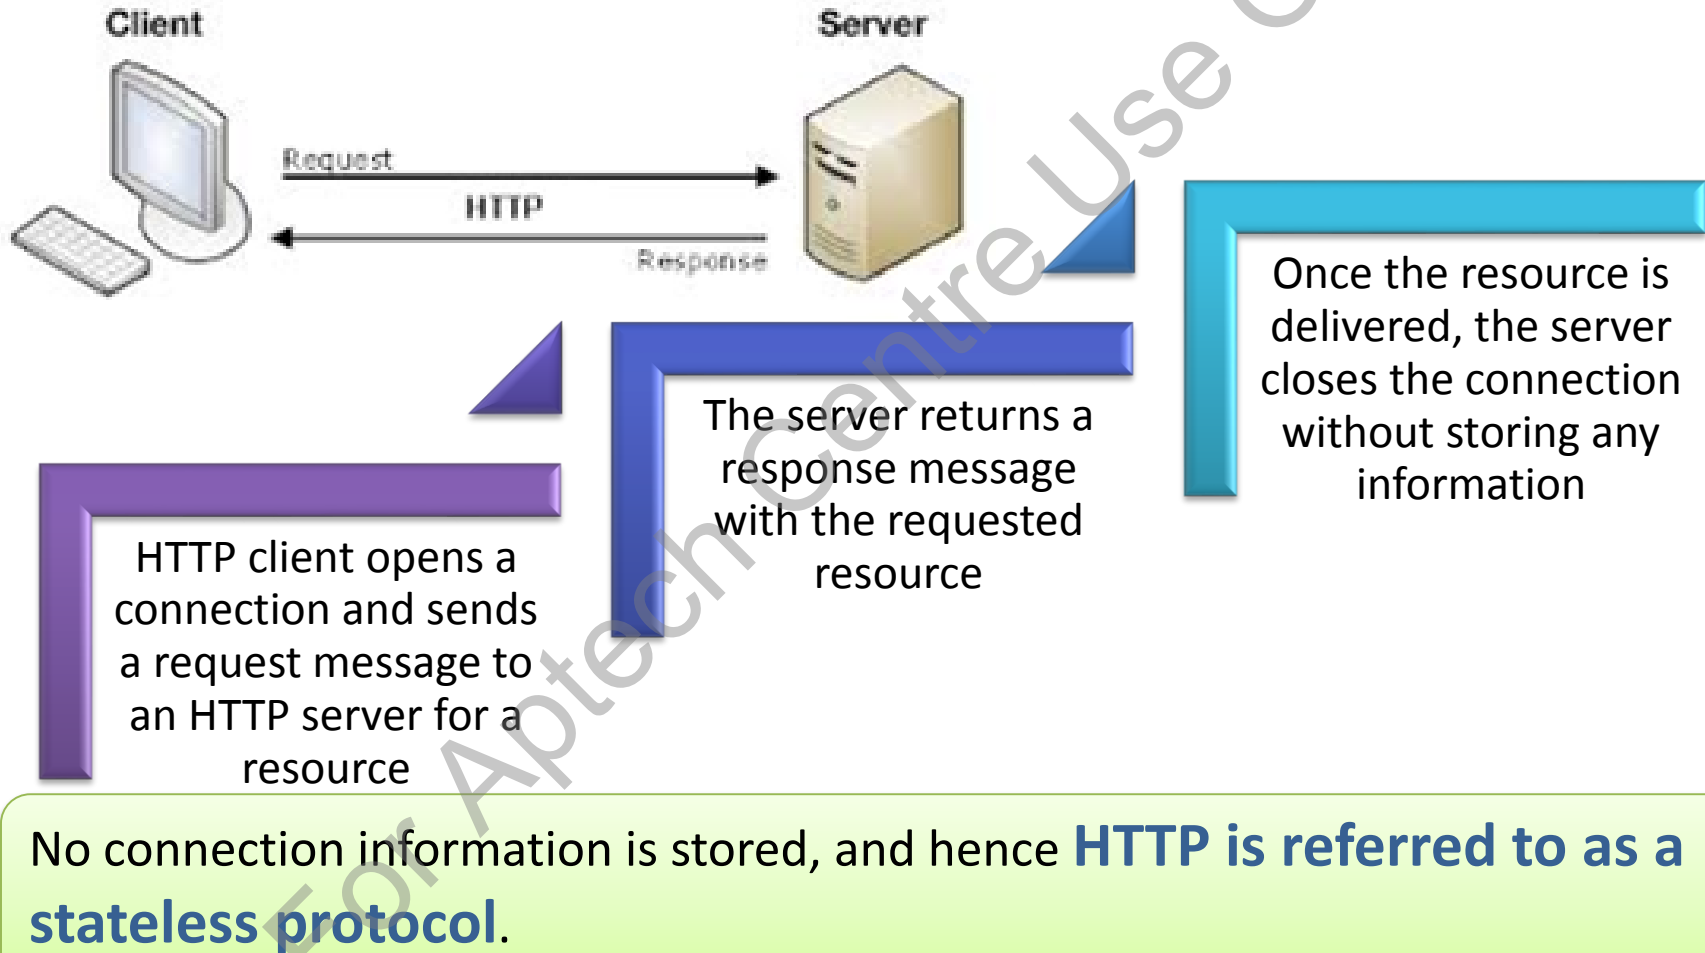 Client
Server
Request
HTTP
Response
HTTP client opens a
connection and sends
a request message to
an HTTP server for a
resource
The server returns a
response message
with the requested
resource
Once the resource is
delivered, the server
closes the connection
without storing any
information
No connection information is stored, and hence HTTP is referred to as a
stateless protocol.
For Aptech Centre Use